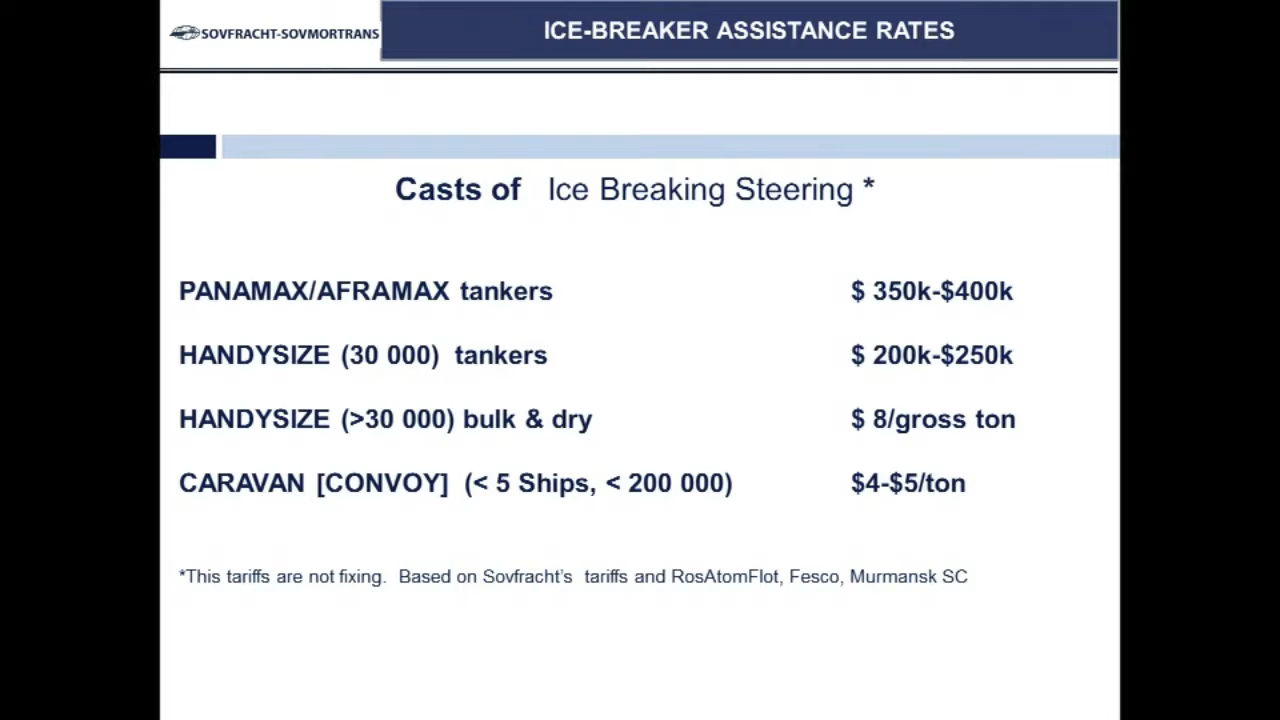 SOVFRACHT-SOVMORTRANS
ICE-BREAKER ASSISTANCE RATES
Casts of Ice Breaking Steering *
PANAMAX/AFRAMAX tankers $ 350k-$400k
HANDYSIZE (30 000) tankers $ 200k-$250k
HANDYSIZE (>30 000) bulk & dry $ 8/gross ton
CARAVAN [CONVOY] (< 5 Ships, < 200 000) $4-$5/ton
*This tariffs are not fixing. Based on Sovfracht's tariffs and RosAtomFlot, Fesco, Murmansk SC